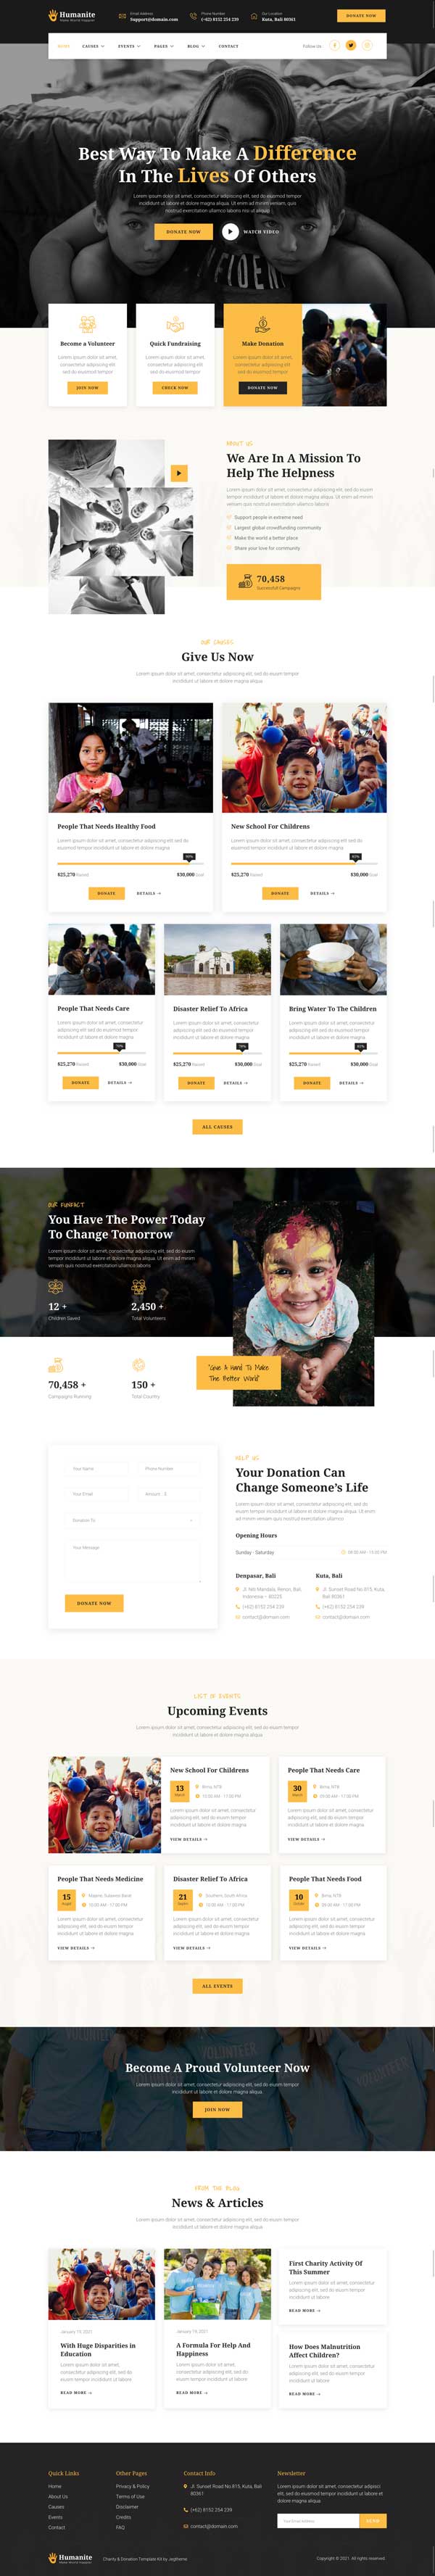 Humanite
Email Address
Support@domain.com
Phone Number
(+62) 8152 254 239
Our Location
Kuta, Bali 80361
DONATE NOW
HOME
CAUSES
EVENTS
PAGES
BLOG
CONTACT
Follow Us
Best Way To Make A Difference
In The Lives Of Others
Lorem ipsum dolor sit amet, consectetur adipiscing elit, sed do eiusmod tempor
incididunt ut labore et dolore magna aliqua. Ut enim ad minim veniam, quis
nostrud exercitation ullamco laboris nisi ut aliquip
DONATE NOW
WATCH VIDEO
Become a Volunteer
Lorem ipsum dolor sit amet,
consectetur adipiscing elit
sed do eiusmod tempor
JOIN NOW
Quick Fundraising
Lorem ipsum dolor sit amet,
consectetur adipiscing elit
sed do eiusmod tempor
CHECK NOW
Make Donation
Lorem ipsum dolor sit amet,
consectetur adipiscing elit
sed do eiusmod tempor
DONATE NOW
ABOUT US
We Are In A Mission To
Help The Helpness
Lorem ipsum dolor sit amet, consectetur adipiscing elit, sed do eiusmod
tempor incididunt ut labore et dolore magna aliqua. Ut enim ad minim
veniam quis nostrud exercitation ullamco laboris
Support people in extreme need
Largest global crowdfunding community
Make the world a better place
Share your love for community
70,458
Successfull Campaigns
OUR CAUSES
Give Us Now
Lorem ipsum dolor sit amet, consectetur adipiscing elit, sed do eiusm tempor
incididunt ut labore et dolore magna aliqua
People That Needs Healthy Food
Lorem ipsum dolor sit amet, consectetur adipiscing elit sed do
eiusmod tempor incididunt ut labore et dolore magna
90%
$25,270 Raised
$30,000 Goal
DONATE
DETAILS
New School For Childrens
Lorem ipsum dolor sit amet, consectetur adipiscing elit sed do
eiusmod tempor incididunt ut labore et dolore magna
85%
$25,270 Raised
$30,000 Goal
DONATE
DETAILS
People That Needs Care
Lorem ipsum dolor sit amet, consectetur
adipiscing elit sed do eiusmod tempor
incididunt ut labore et dolore magna
70%
$25,270 Raised
$30,000 Goal
DONATE
DETAILS
Disaster Relief To Africa
Lorem ipsum dolor sit amet, consectetur
adipiscing elit sed do eiusmod tempor
incididunt ut labore et dolore magna
$25,270 Raised
$30,000 Goal
DONATE
DETAILS
Bring Water To The Children
Lorem ipsum dolor sit amet, consectetur
adipiscing elit sed do eiusmod tempor
incididunt ut labore et dolore magna
$25,270 Raised
$30,000 Goal
DONATE
DETAILS
ALL CAUSES
OUR FUNFACT
You Have The Power Today
To Change Tomorrow
Lorem ipsum dolor sit amet, consectetur adipiscing elit, sed do eiusm
tempor incididunt ut labore et dolore magna aliqua. Ut enim ad minim
veniam quis nostrud exercitation ullamco laboris
12 +
Children Saved
2,450 +
Total Volunteers
70,458 +
Campaigns Running
150 +
Total Country
"Give A Hand To Make
The Better World"
Your Name
Phone Number
Your Email
Amount : $
Donation To
Your Message
DONATE NOW
HELP US
Your Donation Can
Change Someone's Life
Lorem ipsum dolor sit amet, consectetur adipiscing elit, sed do eiusm
tempor incididunt ut labore et dolore magna aliqua. Ut enim
ad minim veniam quis nostrud exercitation ullamco
Opening Hours
Sunday - Saturday
Denpasar, Bali
Jl. Niti Mandala, Renon, Bali,
Indonesia – 80225
(+62) 8152 254 239
contact@domain.com
Kuta, Bali
Jl. Sunset Road No.815, Kuta,
Bali 80361
(+62) 8152 254 239
contact@domain.com
LIST OF EVENTS
Upcoming Events
Lorem ipsum dolor sit amet, consectetur adipiscing elit, sed do eiusm tempor
incididunt ut labore et dolore magna aliqua
New School For Childrens
13
March
Bima, NTB
10:00 AM - 17:00 PM
Lorem ipsum dolor sit amet, consectetur
adipiscing elit, sed do eiusm tempor
incididunt ut labore et dolore magna
VIEW DETAILS
People That Needs Care
30
March
Bima, NTB
Lorem ipsum dolor sit amet, consectetur
adipiscing elit, sed do eiusm tempor
incididunt ut labore et dolore magna
VIEW DETAILS
People That Needs Medicine
15
10:00 AM - 17:00 PM
Lorem ipsum dolor sit amet, consectetur
adipiscing elit, sed do eiusm tempor
incididunt ut labore et dolore magna
VIEW DETAILS
Disaster Relief To Africa
21
Southern, South Africa
Lorem ipsum dolor sit amet, consectetur
adipiscing elit, sed do eiusm tempor
incididunt ut labore et dolore magna
VIEW DETAILS
People That Needs Food
10
Bima, NTB
Lorem ipsum dolor sit amet, consectetur
adipiscing elit, sed do eiusm tempor
incididunt ut labore et dolore magna
VIEW DETAILS
ALL EVENTS
VOLUNTEER
Become A Proud Volunteer Now
Lorem ipsum dolor sit amet, consectetur adipiscing elit, sed do eiusm tempor
incididunt ut labore et dolore magna aliqua
JOIN NOW
FROM THE BLOG
News & Articles
Lorem ipsum dolor sit amet, consectetur adipiscing elit, sed do eiusm tempor
incididunt ut labore et dolore magna aliqua
January 19, 2021
With Huge Disparities in
Education
Lorem ipsum dolor sit amet,
consectetur adipiscing elit, sed do
eiusm tempor incididunt ut labore
READ MORE
January 19, 2021
A Formula For Help And
Happiness
Lorem ipsum dolor sit amet,
consectetur adipiscing elit, sed do
eiusm tempor incididunt ut labore
READ MORE
First Charity Activity Of
This Summer
Lorem ipsum dolor sit amet, consectetur
adipiscing elit, sed do eiusm tempor
incididunt ut labore
READ MORE
How Does Malnutrition
Affect Children?
Lorem ipsum dolor sit amet, consectetur
adipiscing elit, sed do eiusm tempor
incididunt ut labore
READ MORE
Quick Links
Home
About Us
Causes
Events
Contact
Other Pages
Privacy & Policy
Terms of Use
Disclaimer
Credits
FAQ
Contact Info
Jl. Sunset Road No.815, Kuta, Bali
80361
(+62) 8152 254 239
contact@domain.com
Newsletter
Lorem ipsum dolor sit amet, consectetur adipisci
elit, sed do eiusmod tempor incididunt ut labore et
dolore magna aliqua
Your Email Address
SEND
Humanite
Charity & Donation Template Kit by Jegtheme
Copyright © 2021. All rights reserved.